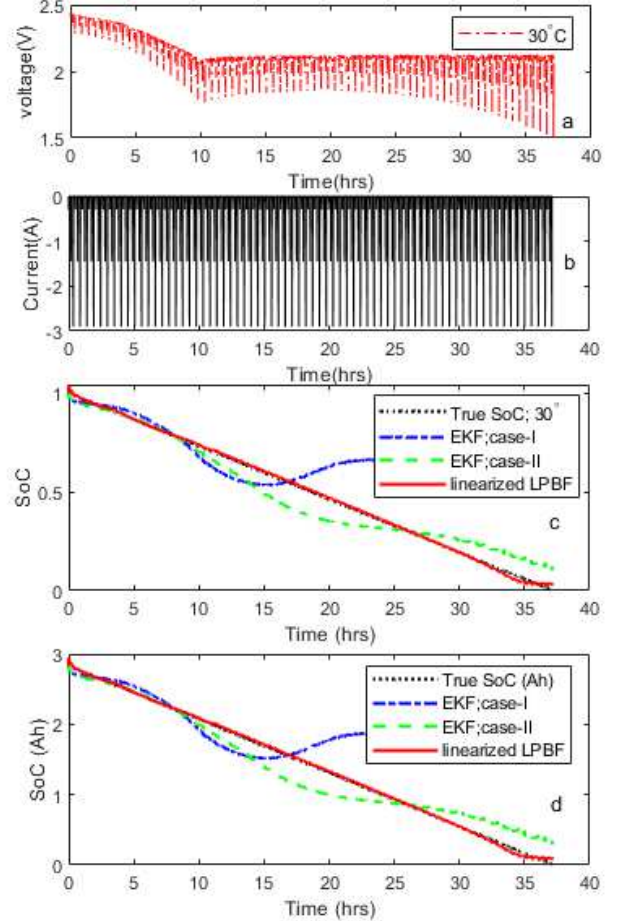 2.5
2
1.5
voltage(V)
30°C
a
0 5 10 15 20 25 30 35 40
Time(hrs)
0
-1
-2
-3
Current(A)
b
0 5 10 15 20 25 30 35 40
Time(hrs)
1
0.5
0
SoC
True SoC; 30°
EKF;case-I
EKF;case-II
linearized LPBF
c
0 5 10 15 20 25 30 35 40
Time (hrs)
3
2
1
0
SoC (Ah)
True SoC (Ah)
EKF;case-I
EKF;case-II
linearized LPBF
d
0 5 10 15 20 25 30 35 40
Time (hrs)